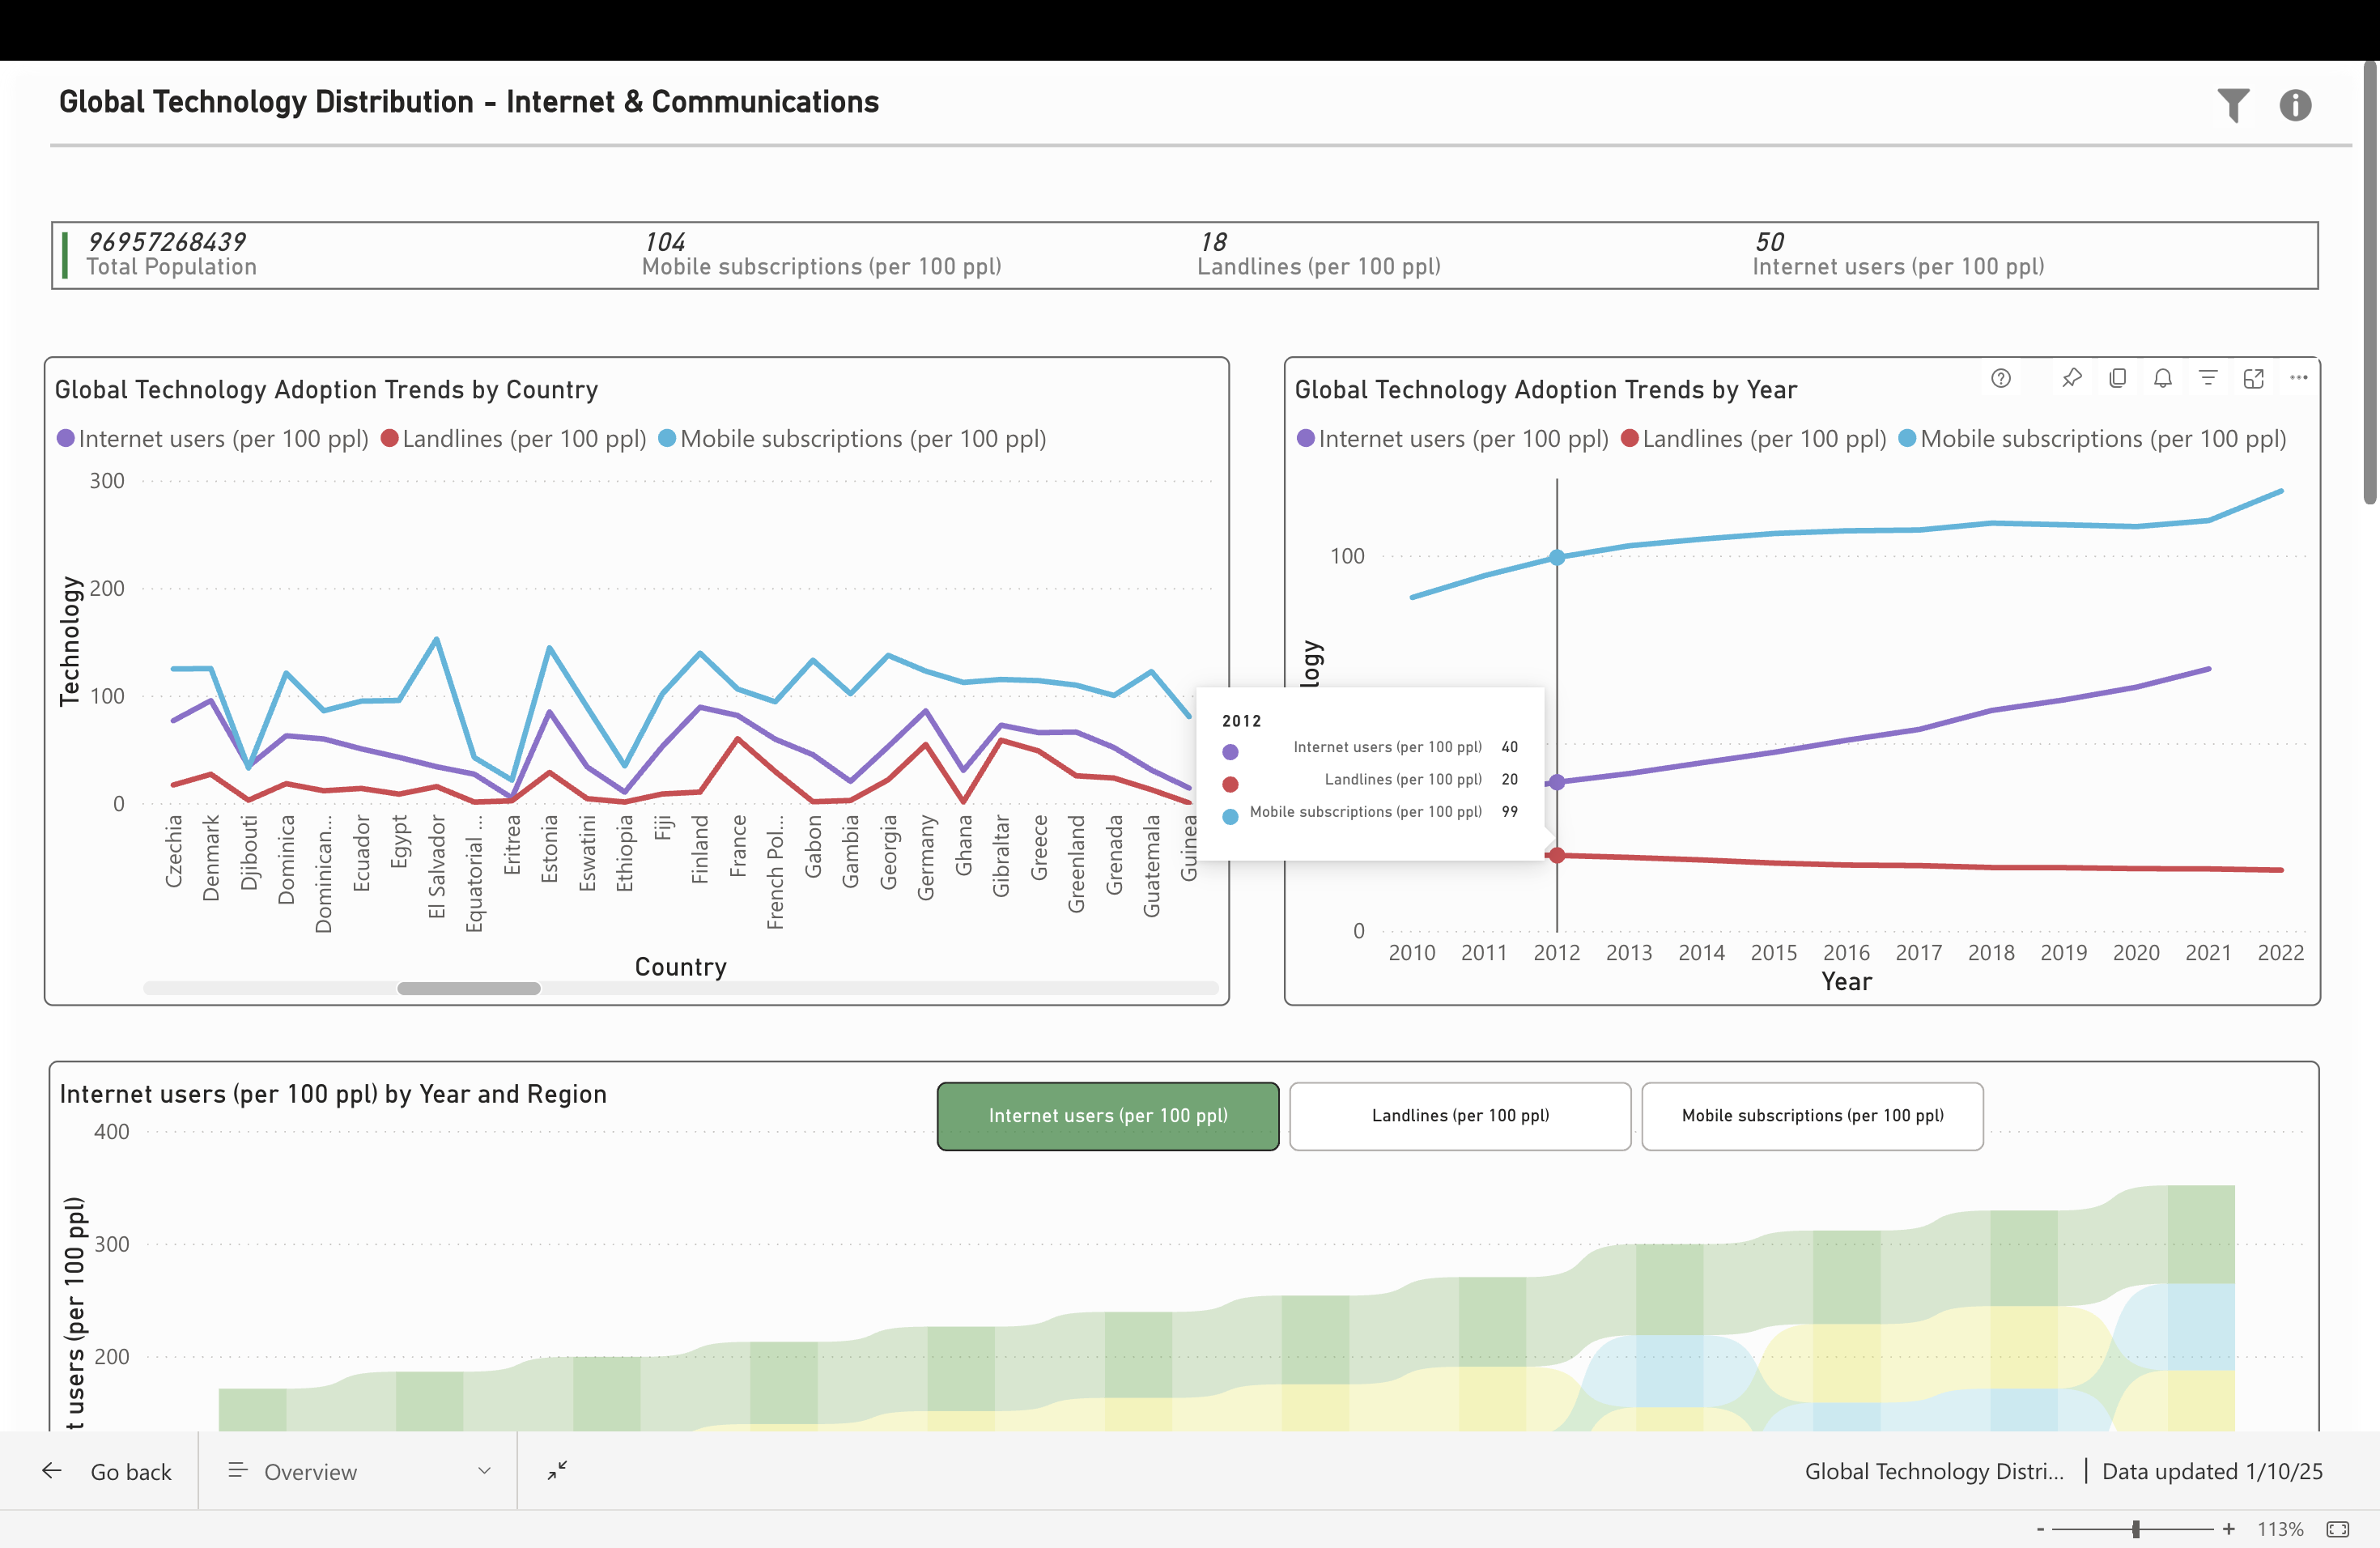 Global Technology Distribution - Internet & Communications
96957268439
Total Population
104
Mobile subscriptions (per 100 ppl)
18
Landlines (per 100 ppl)
50
Internet users (per 100 ppl)
Global Technology Adoption Trends by Country
Internet users (per 100 ppl) Landlines (per 100 ppl) Mobile subscriptions (per 100 ppl)
300
200
100
0
Technology
Czechia
Denmark
Djibouti
Dominica
Dominican...
Ecuador
Egypt
El Salvador
Equatorial ...
Eritrea
Estonia
Eswatini
Ethiopia
Fiji
Finland
France
French Pol...
Gabon
Gambia
Georgia
Germany
Ghana
Gibraltar
Greece
Greenland
Grenada
Guatemala
Guinea
Country
Global Technology Adoption Trends by Year
Internet users (per 100 ppl) Landlines (per 100 ppl) Mobile subscriptions (per 100 ppl)
100
0
logy
2012
Internet users (per 100 ppl) 40
Landlines (per 100 ppl) 20
Mobile subscriptions (per 100 ppl) 99
2010 2011 2012 2013 2014 2015 2016 2017 2018 2019 2020 2021 2022
Year
Internet users (per 100 ppl) by Year and Region
Internet users (per 100 ppl)
Landlines (per 100 ppl)
Mobile subscriptions (per 100 ppl)
400
300
200
t users (per 100 ppl)
Go back
Overview
Global Technology Distri... | Data updated 1/10/25
- + 113%